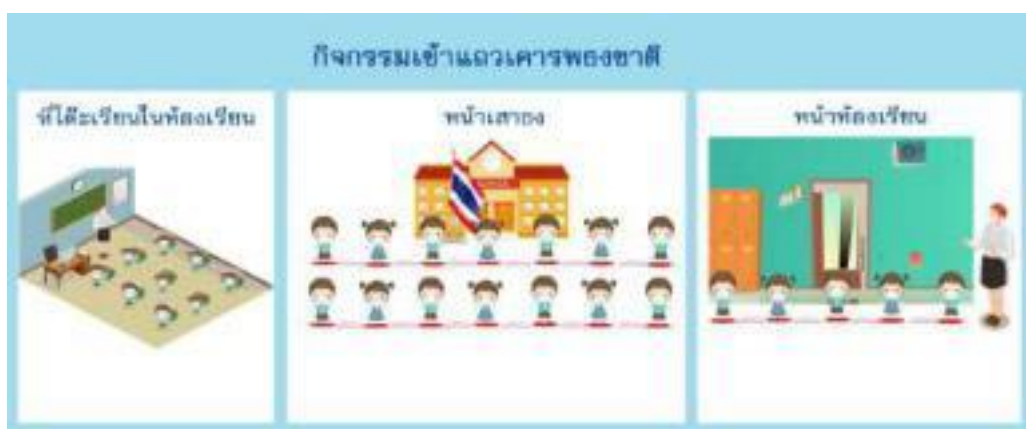 กิจกรรมเข้าแถวเคารพธงชาติ
ที่โต๊ะเรียนในห้องเรียน
หน้าเสาธง
หน้าห้องเรียน